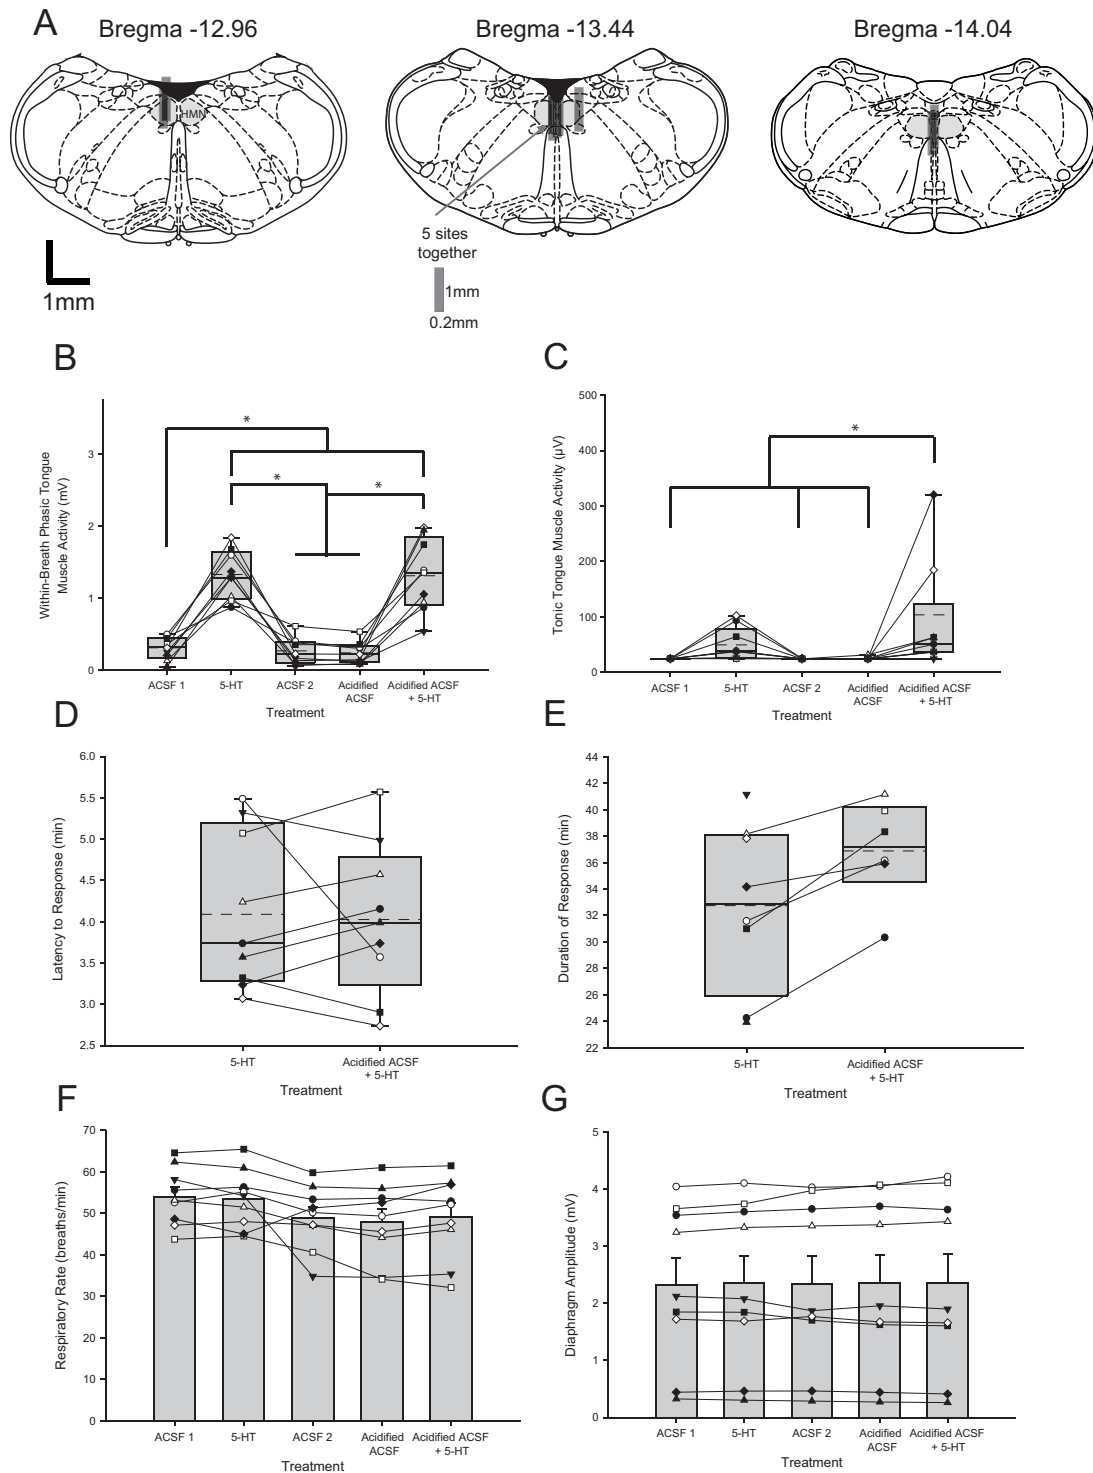 A
Bregma -12.96
Bregma -13.44
Bregma -14.04
HMN
5 sites
together
1mm
0.2mm
1mm
B
Within-Breath Phasic Tongue
Muscle Activity (mV)
3
2
1
0
*
*
*
ACSF 1
5-HT
ACSF 2
Acidified
ACSF
Acidified ACSF
+ 5-HT
Treatment
C
Tonic Tongue Muscle Activity (µV)
500
400
300
200
100
0
*
ACSF 1
5-HT
ACSF 2
Acidified
ACSF
Acidified ACSF
+ 5-HT
Treatment
D
Latency to Response (min)
6.0
5.5
5.0
4.5
4.0
3.5
3.0
2.5
5-HT
Acidified ACSF
+ 5-HT
Treatment
E
Duration of Response (min)
44
42
40
38
36
34
32
30
28
26
24
22
5-HT
Acidified ACSF
+ 5-HT
Treatment
F
Respiratory Rate (breaths/min)
70
60
50
40
30
20
10
0
ACSF 1
5-HT
ACSF 2
Acidified
ACSF
Acidified ACSF
+ 5-HT
Treatment
G
Diaphragm Amplitude (mV)
5
4
3
2
1
0
ACSF 1
5-HT
ACSF 2
Acidified
ACSF
Acidified ACSF
+ 5-HT
Treatment